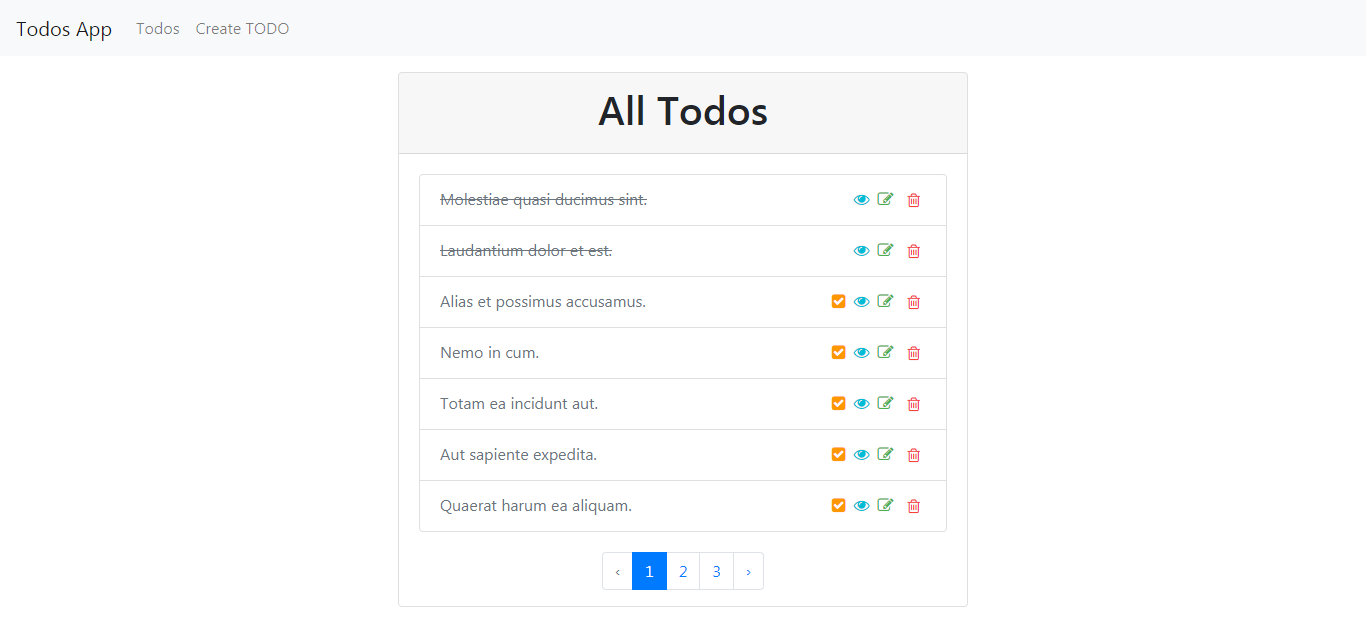 Todos App Todos Create TODO
All Todos
Molestiae quasi ducimus sint.
Laudantium dolor et est.
Alias et possimus accusamus.
Nemo in cum.
Totam ea incidunt aut.
Aut sapiente expedita.
Quaerat harum ea aliquam.
‹ 1 2 3 ›